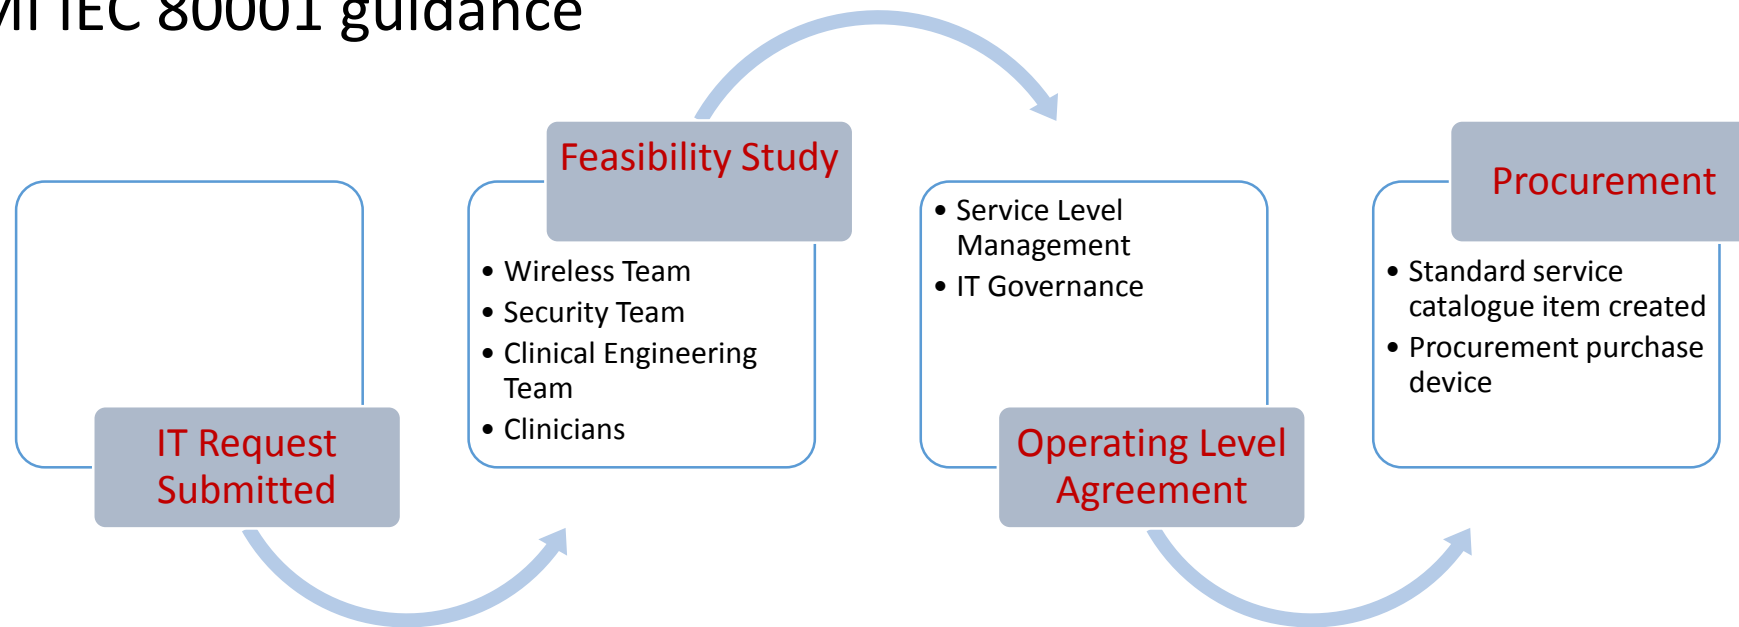 IEC 80001 guidance
IT Request
Submitted
Feasibility Study
• Wireless Team
• Security Team
• Clinical Engineering
Team
• Clinicians
• Service Level
Management
• IT Governance
Operating Level
Agreement
Procurement
• Standard service
catalogue item created
• Procurement purchase
device